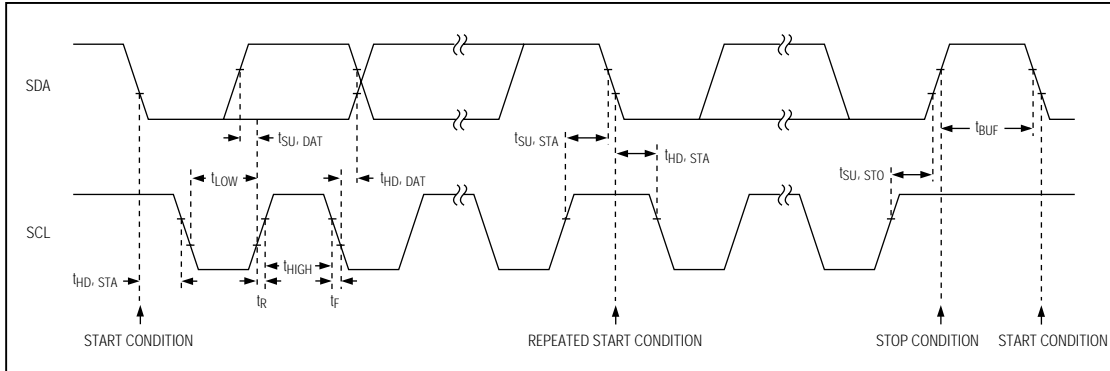 SDA
tSU, DAT
tSU, STA
tHD, STA
tBUF
tLOW
tHD, DAT
tSU, STO
SCL
tHD, STA
tHIGH
tR
tF
START CONDITION
REPEATED START CONDITION
STOP CONDITION
START CONDITION